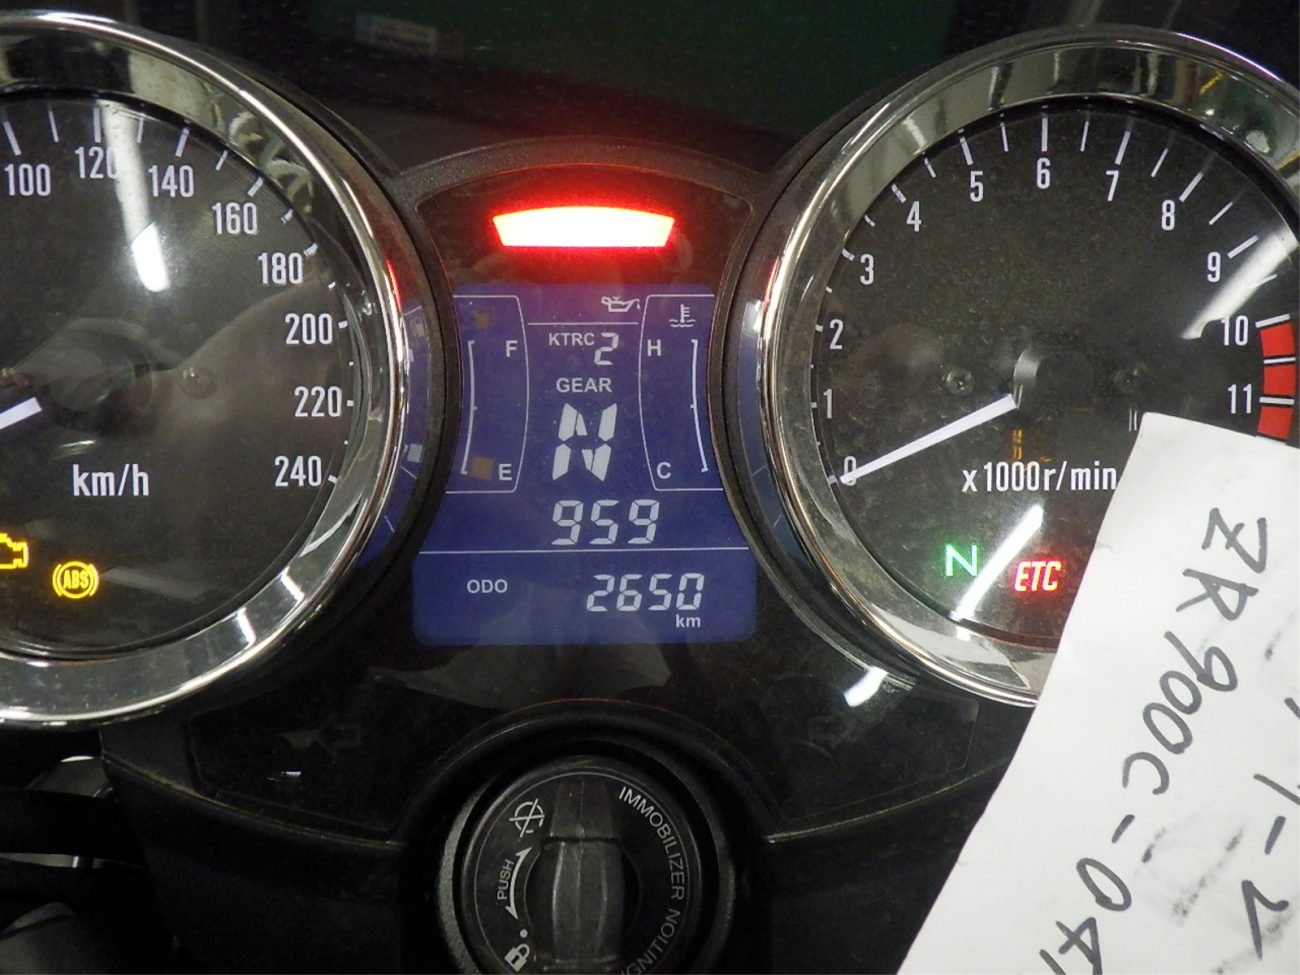 100
120
140
160
180
200
220
240
km/h
ABS
F
E
KTRC 2
GEAR
N
H
C
959
ODO 2650
km
0
1
2
3
4
5
6
7
8
9
10
11
x1000r/min
N
ETC
ZR900C-04
PUSH
IMMOBILIZER
IGNITION